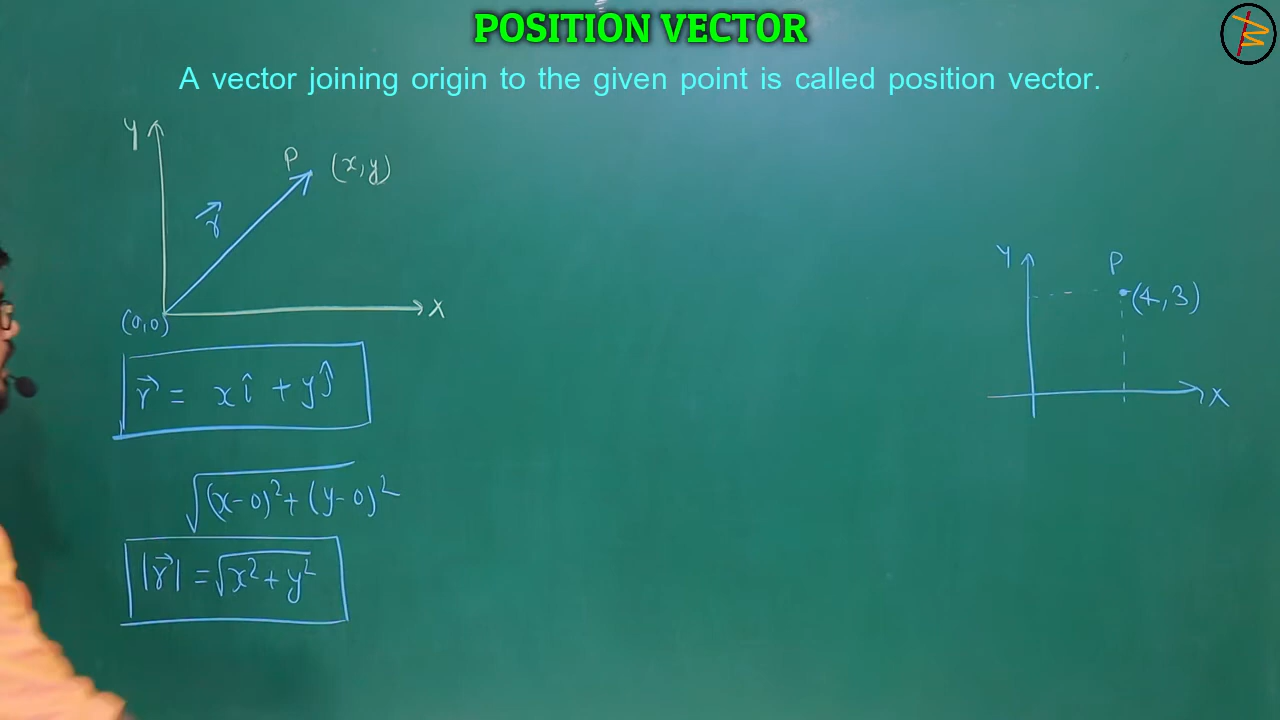 POSITION VECTOR
A vector joining origin to the given point is called position vector.
Y
P (x,y)
r⃗
(0,0)
X
r⃗ = xî + yĵ
√(x-0)²+(y-0)²
|r⃗| = √x²+y²
Y
P
(4,3)
X